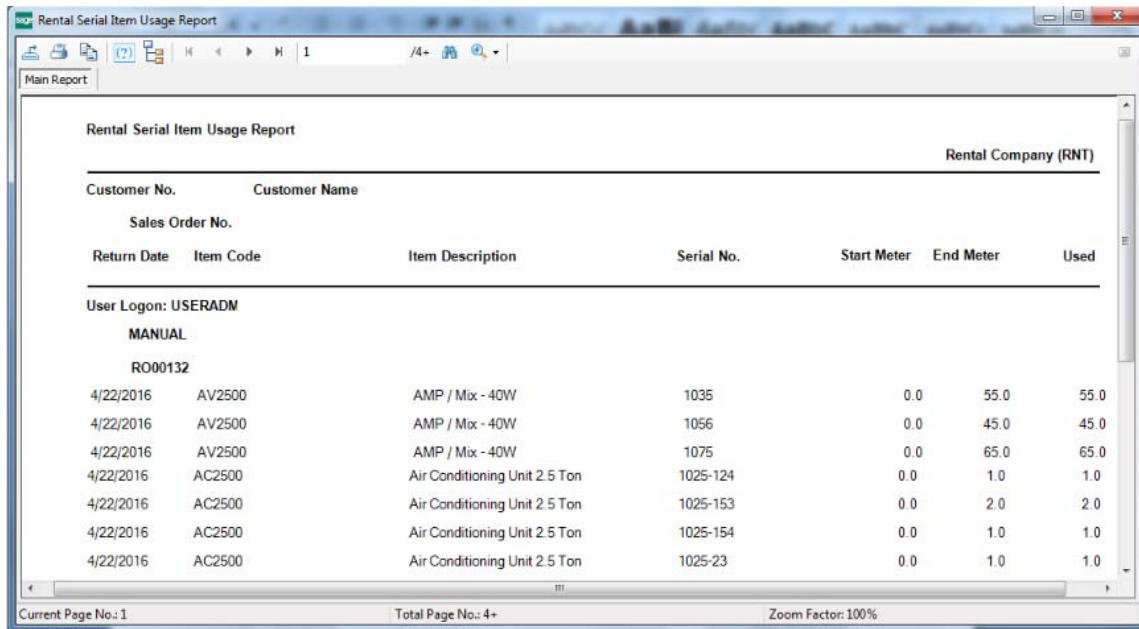 Rental Serial Item Usage Report
1 /4+
Main Report
Rental Serial Item Usage Report
Rental Company (RNT)
Customer No. Customer Name
Sales Order No.
Return Date Item Code Item Description Serial No. Start Meter End Meter Used
User Logon: USERADM
MANUAL
RO00132
4/22/2016 AV2500 AMP / Mix - 40W 1035 0.0 55.0 55.0
4/22/2016 AV2500 AMP / Mix - 40W 1056 0.0 45.0 45.0
4/22/2016 AV2500 AMP / Mix - 40W 1075 0.0 65.0 65.0
4/22/2016 AC2500 Air Conditioning Unit 2.5 Ton 1025-124 0.0 1.0 1.0
4/22/2016 AC2500 Air Conditioning Unit 2.5 Ton 1025-153 0.0 2.0 2.0
4/22/2016 AC2500 Air Conditioning Unit 2.5 Ton 1025-154 0.0 1.0 1.0
4/22/2016 AC2500 Air Conditioning Unit 2.5 Ton 1025-23 0.0 1.0 1.0
Current Page No.: 1 Total Page No.: 4+ Zoom Factor: 100%